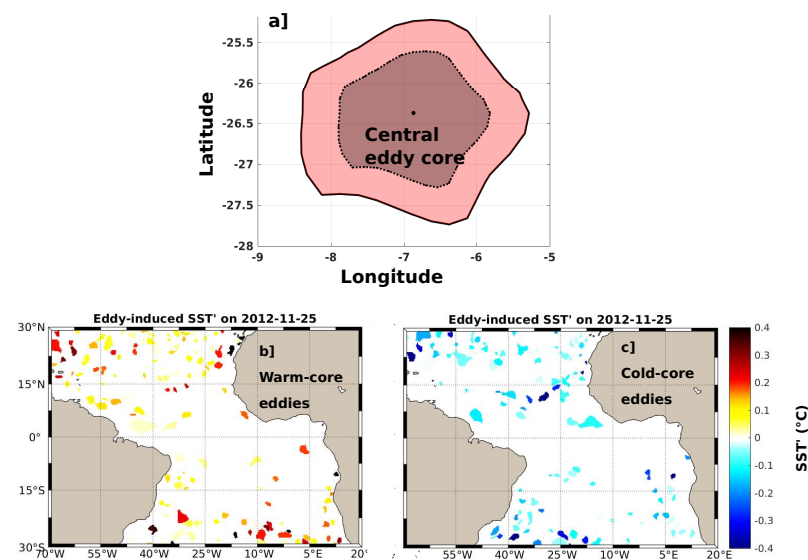 a]
-25.5
-26
-26.5
-27
-27.5
-28
Latitude
Central
eddy core
-9 -8 -7 -6 -5
Longitude
Eddy-induced SST' on 2012-11-25
30°N
15°N
0°
15°S
30°S
70°W 55°W 40°W 25°W 10°W 5°E 20°
b]
Warm-core
eddies
Eddy-induced SST' on 2012-11-25
c]
Cold-core
eddies
55°W 40°W 25°W 10°W 5°E 20°E
0.4
0.3
0.2
0.1
0
-0.1
-0.2
-0.3
-0.4
SST' (°C)